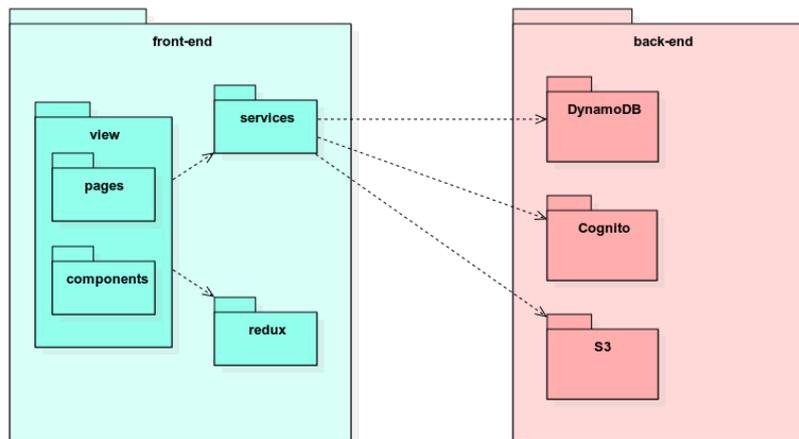 front-end
back-end
services
DynamoDB
view
pages
Cognito
components
redux
S3